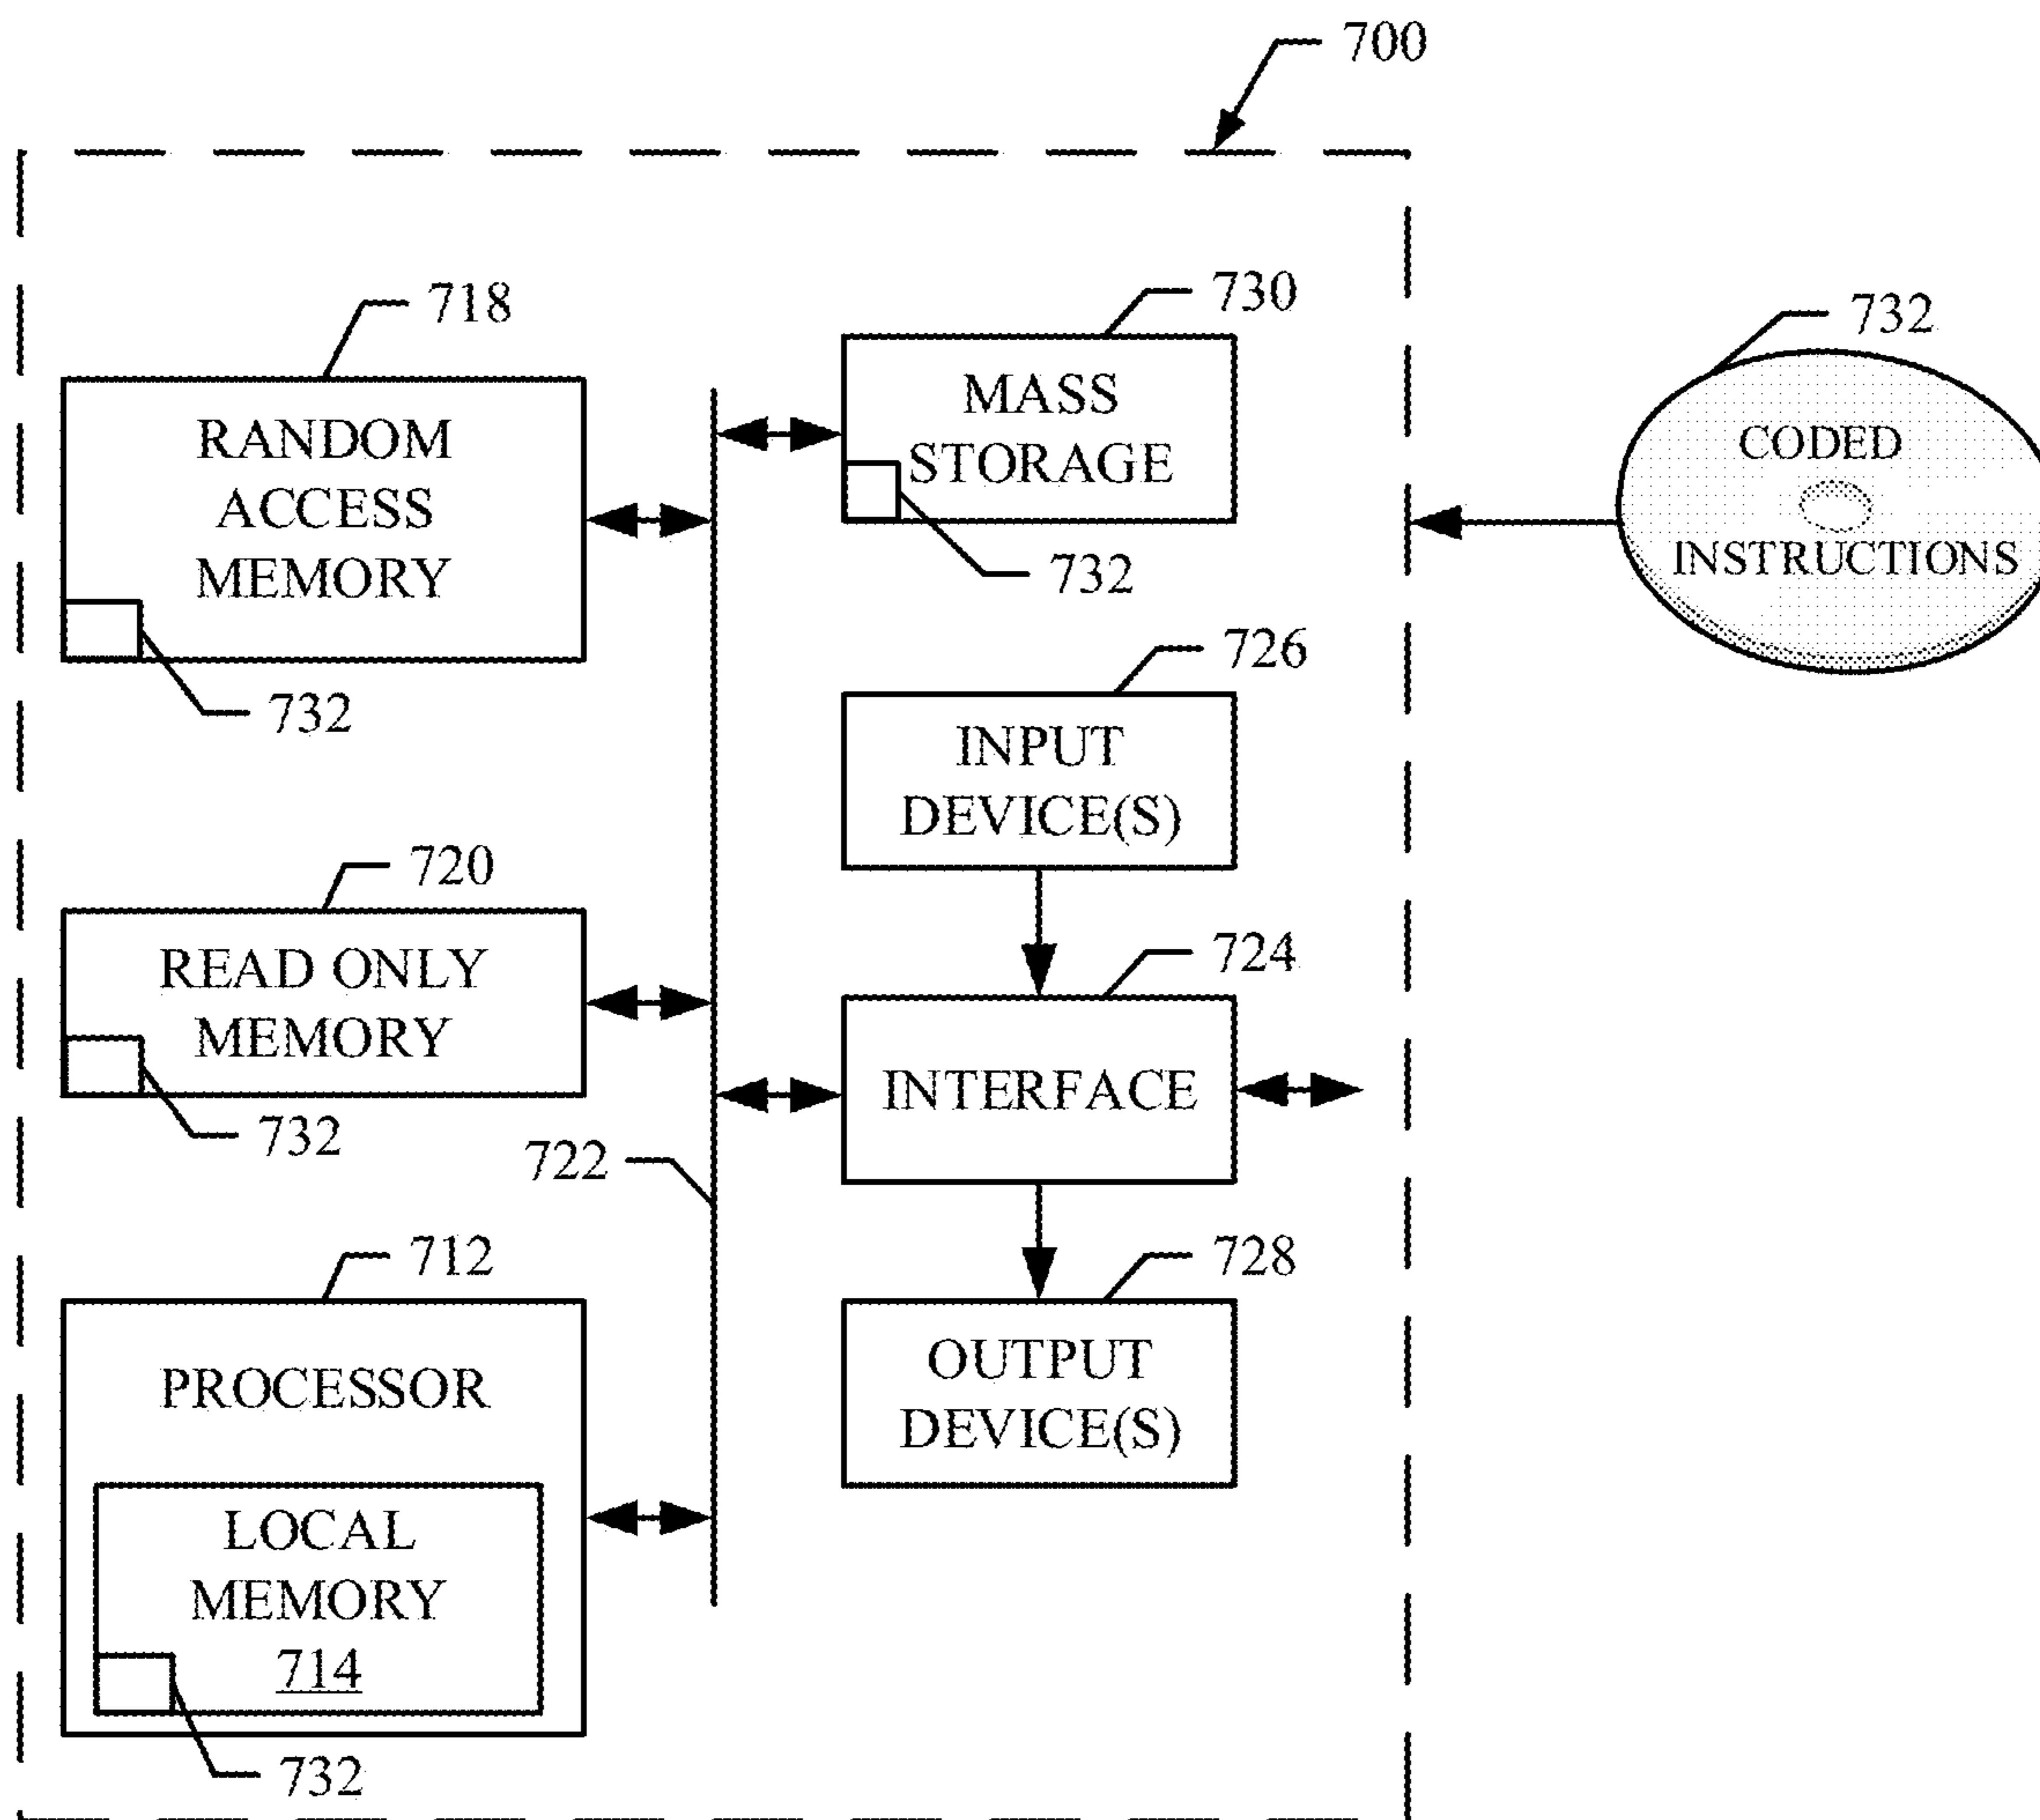 700
718
RANDOM
ACCESS
MEMORY
732
730
MASS
STORAGE
732
732
CODED
INSTRUCTIONS
726
INPUT
DEVICE(S)
720
READ ONLY
MEMORY
732
724
INTERFACE
722
712
PROCESSOR
LOCAL
MEMORY
714
732
728
OUTPUT
DEVICE(S)